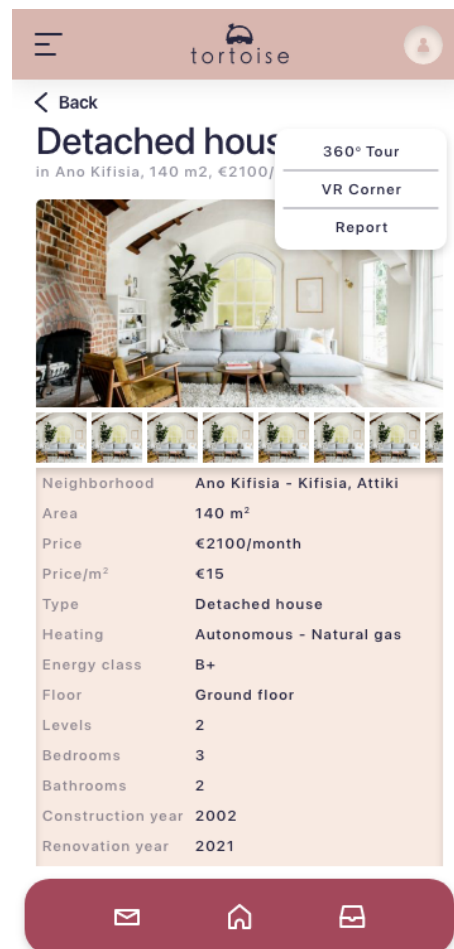 tortoise
Back
Detached hous
in Ano Kifisia, 140 m2, €2100/
360° Tour
VR Corner
Report
Neighborhood Ano Kifisia - Kifisia, Attiki
Area 140 m²
Price €2100/month
Price/m² €15
Type Detached house
Heating Autonomous - Natural gas
Energy class B+
Floor Ground floor
Levels 2
Bedrooms 3
Bathrooms 2
Construction year 2002
Renovation year 2021